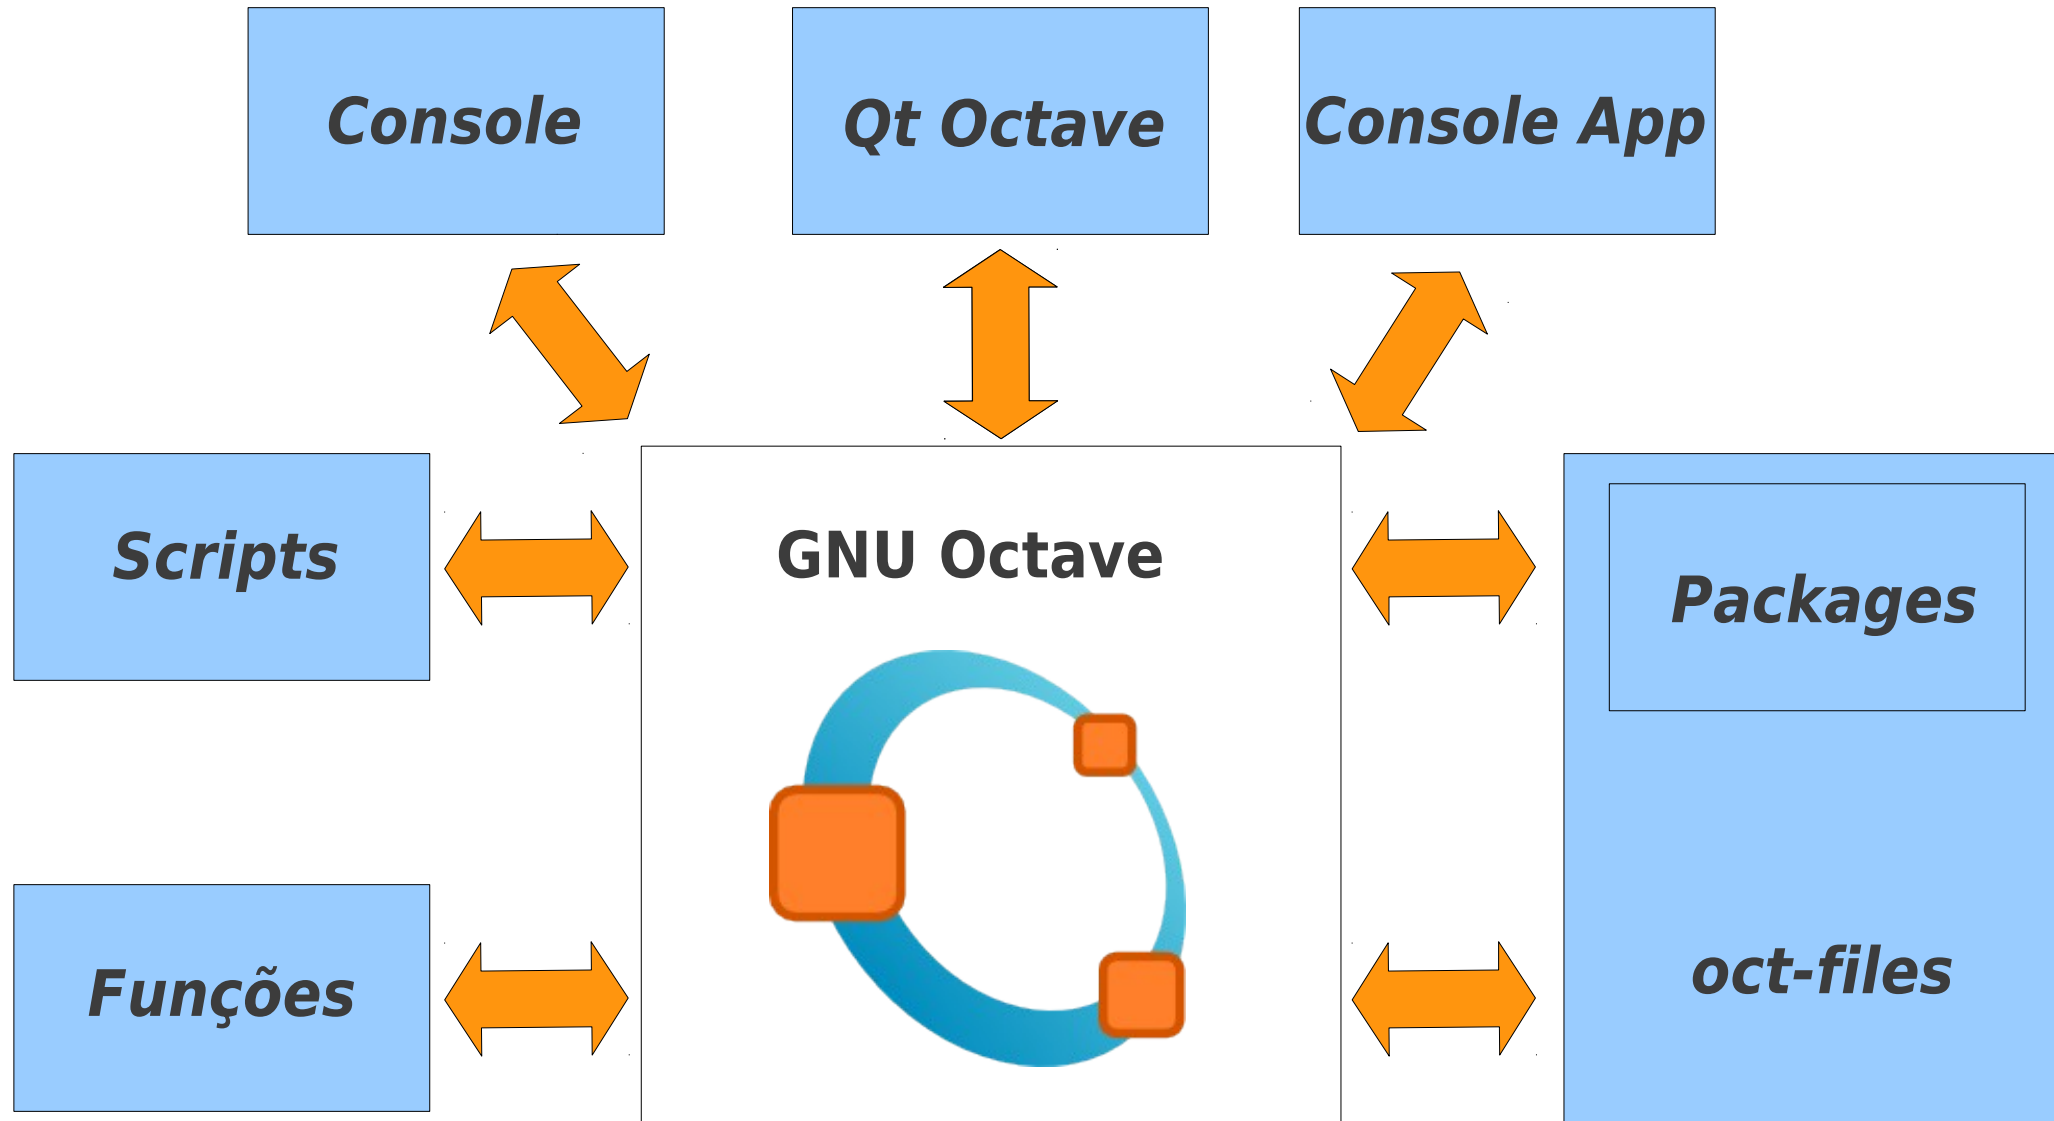 Console
Qt Octave
Console App
Scripts
GNU Octave
Packages
Funções
oct-files